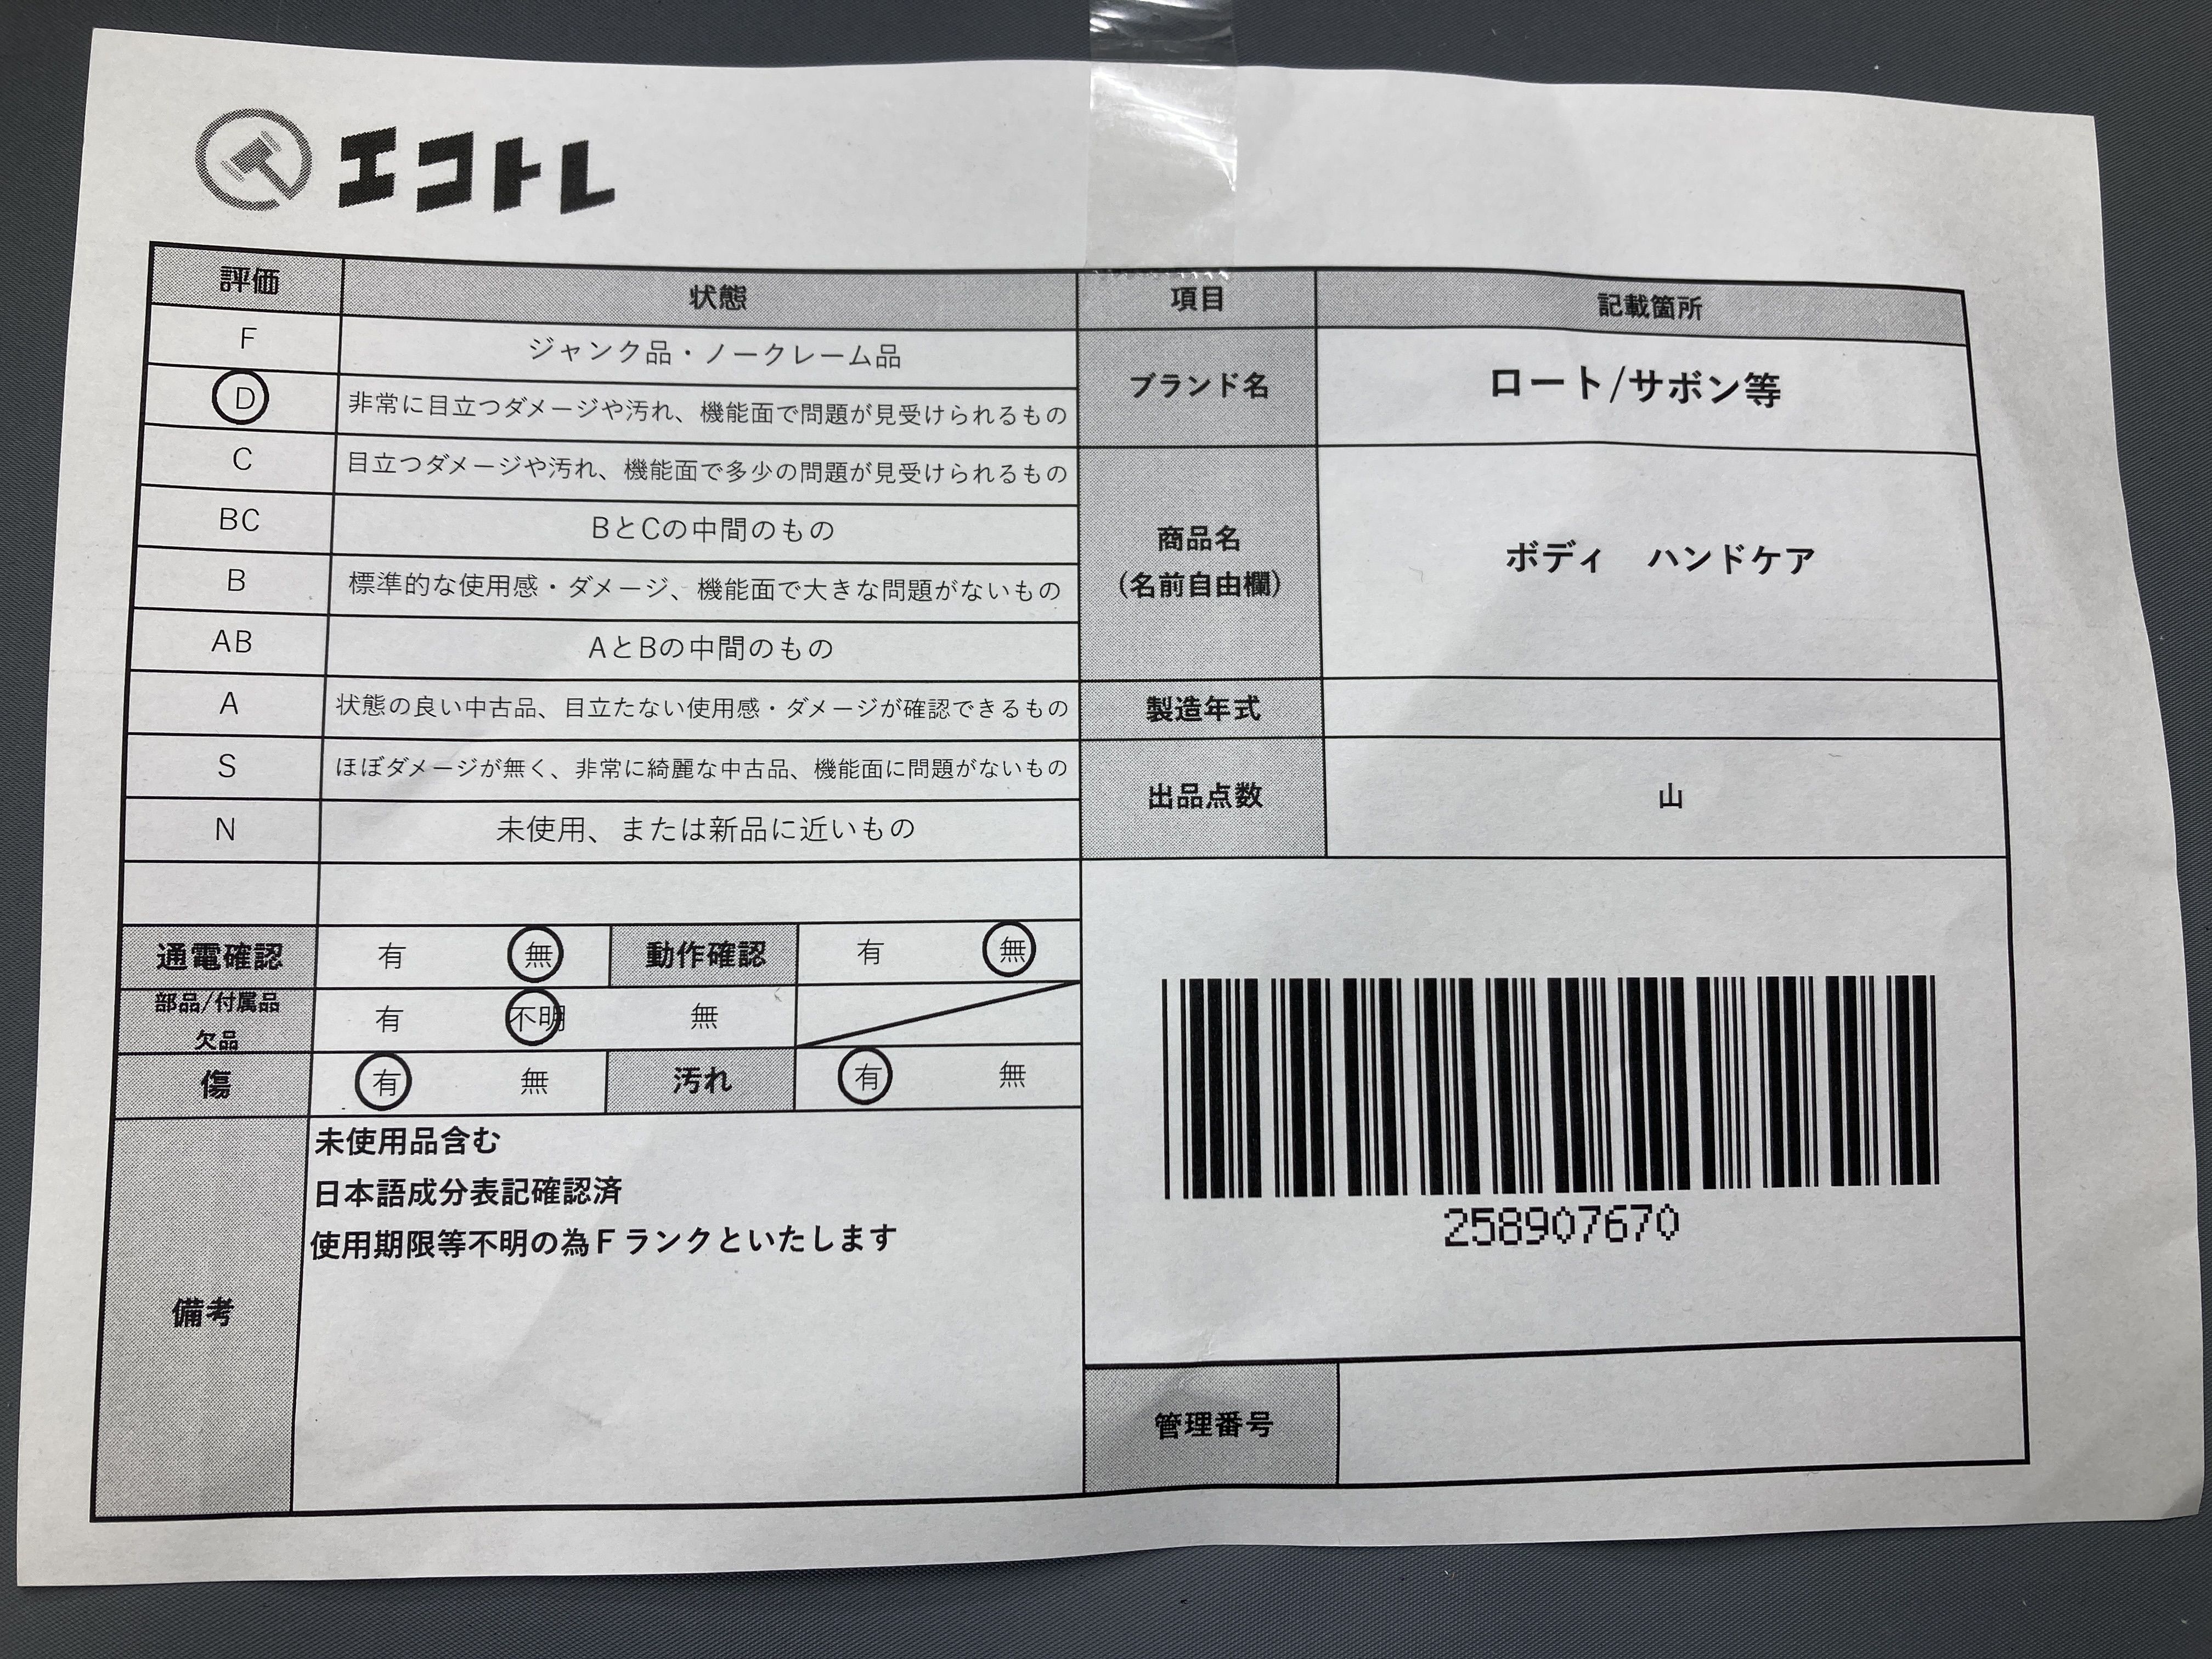 エコトレ
評価 状態
F ジャンク品・ノークレーム品
D 非常に目立つダメージや汚れ、機能面で問題が見受けられるもの
C 目立つダメージや汚れ、機能面で多少の問題が見受けられるもの
BC BとCの中間のもの
B 標準的な使用感・ダメージ、機能面で大きな問題がないもの
AB AとBの中間のもの
A 状態の良い中古品、目立たない使用感・ダメージが確認できるもの
S ほぼダメージが無く、非常に綺麗な中古品、機能面に問題がないもの
N 未使用、または新品に近いもの
通電確認 有 無 動作確認 有 無
部品/付属品
欠品 有 不明 無
傷 有 無 汚れ 有 無
備考
未使用品含む
日本語成分表記確認済
使用期限等不明の為Fランクといたします
項目 記載箇所
ブランド名 ロート/サボン等
商品名
(名前自由欄) ボディ ハンドケア
製造年式
出品点数 山
258907670
管理番号